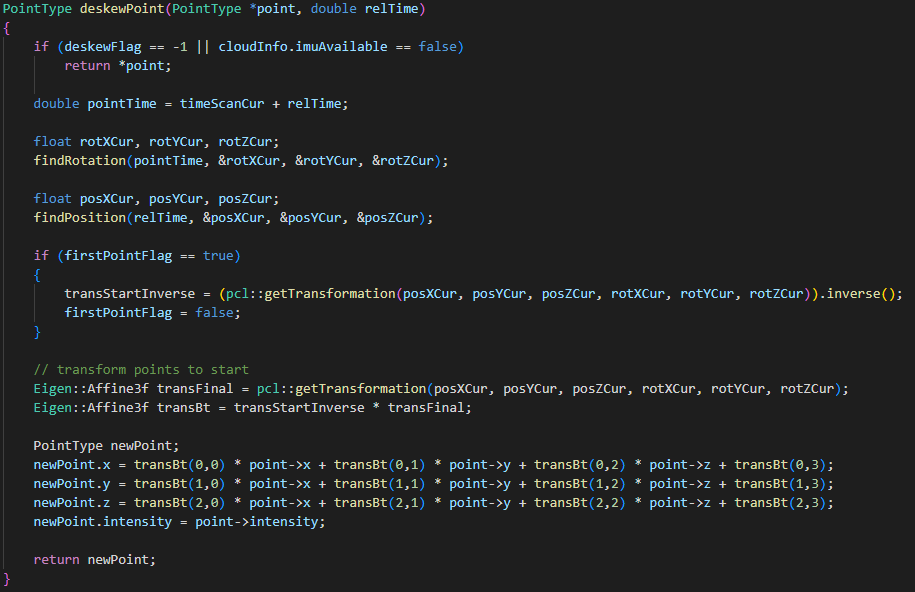 PointType deskewPoint(PointType *point, double relTime)
{
    if (deskewFlag == -1 || cloudInfo.imuAvailable == false)
        return *point;

    double pointTime = timeScanCur + relTime;

    float rotXCur, rotYCur, rotZCur;
    findRotation(pointTime, &rotXCur, &rotYCur, &rotZCur);

    float posXCur, posYCur, posZCur;
    findPosition(relTime, &posXCur, &posYCur, &posZCur);

    if (firstPointFlag == true)
    {
        transStartInverse = (pcl::getTransformation(posXCur, posYCur, posZCur, rotXCur, rotYCur, rotZCur)).inverse();
        firstPointFlag = false;
    }

    // transform points to start
    Eigen::Affine3f transFinal = pcl::getTransformation(posXCur, posYCur, posZCur, rotXCur, rotYCur, rotZCur);
    Eigen::Affine3f transBt = transStartInverse * transFinal;

    PointType newPoint;
    newPoint.x = transBt(0,0) * point->x + transBt(0,1) * point->y + transBt(0,2) * point->z + transBt(0,3);
    newPoint.y = transBt(1,0) * point->x + transBt(1,1) * point->y + transBt(1,2) * point->z + transBt(1,3);
    newPoint.z = transBt(2,0) * point->x + transBt(2,1) * point->y + transBt(2,2) * point->z + transBt(2,3);
    newPoint.intensity = point->intensity;

    return newPoint;
}